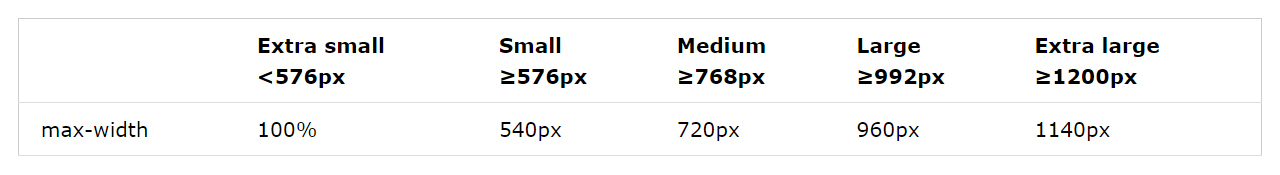 Extra small Small Medium Large Extra large
<576px ≥576px ≥768px ≥992px ≥1200px
max-width 100% 540px 720px 960px 1140px